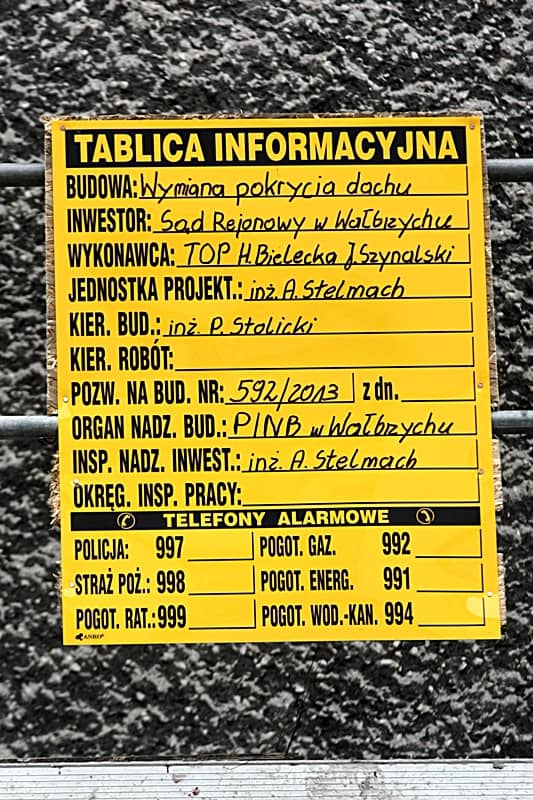 TABLICA INFORMACYJNA
BUDOWA: Wymiana pokrycia dachu
INWESTOR: Sąd Rejonowy w Wałbrzychu
WYKONAWCA: TOP H.Bielecka J.Szynalski
JEDNOSTKA PROJEKT.: inż. A. Stelmach
KIER. BUD.: inż. P. Stolicki
KIER. ROBÓT:
POZW. NA BUD. NR: 592/2013 z dn.
ORGAN NADZ. BUD.: PINB w Wałbrzychu
INSP. NADZ. INWEST.: inż. A. Stelmach
OKRĘG. INSP. PRACY:
TELEFONY ALARMOWE
POLICJA: 997 POGOT. GAZ. 992
STRAŻ POŻ.: 998 POGOT. ENERG. 991
POGOT. RAT.: 999 POGOT. WOD.-KAN. 994
ANRO®